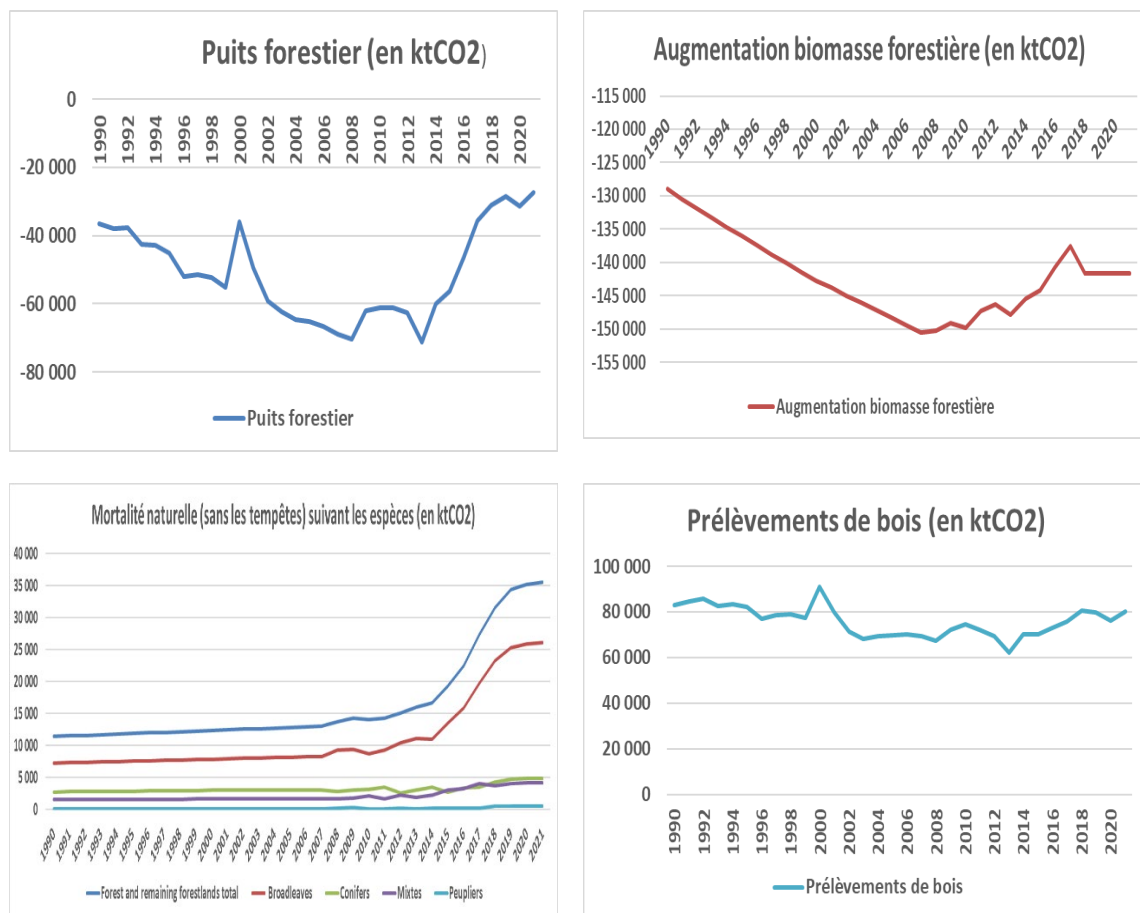 Puits forestier (en ktCO2)
0
-20 000
-40 000
-60 000
-80 000
1990 1992 1994 1996 1998 2000 2002 2004 2006 2008 2010 2012 2014 2016 2018 2020
Puits forestier
Augmentation biomasse forestière (en ktCO2)
-115 000
-120 000
-125 000
-130 000
-135 000
-140 000
-145 000
-150 000
-155 000
1990 1992 1994 1996 1998 2000 2002 2004 2006 2008 2010 2012 2014 2016 2018 2020
Augmentation biomasse forestière
Mortalité naturelle (sans les tempêtes) suivant les espèces (en ktCO2)
40 000
35 000
30 000
25 000
20 000
15 000
10 000
5 000
0
1990 1991 1992 1993 1994 1995 1996 1997 1998 1999 2000 2001 2002 2003 2004 2005 2006 2007 2008 2009 2010 2011 2012 2013 2014 2015 2016 2017 2018 2019 2020 2021
Forest and remaining forestlands total Broadleaves Conifers Mixtes Peupliers
Prélèvements de bois (en ktCO2)
100 000
80 000
60 000
40 000
20 000
0
1990 1992 1994 1996 1998 2000 2002 2004 2006 2008 2010 2012 2014 2016 2018 2020
Prélèvements de bois